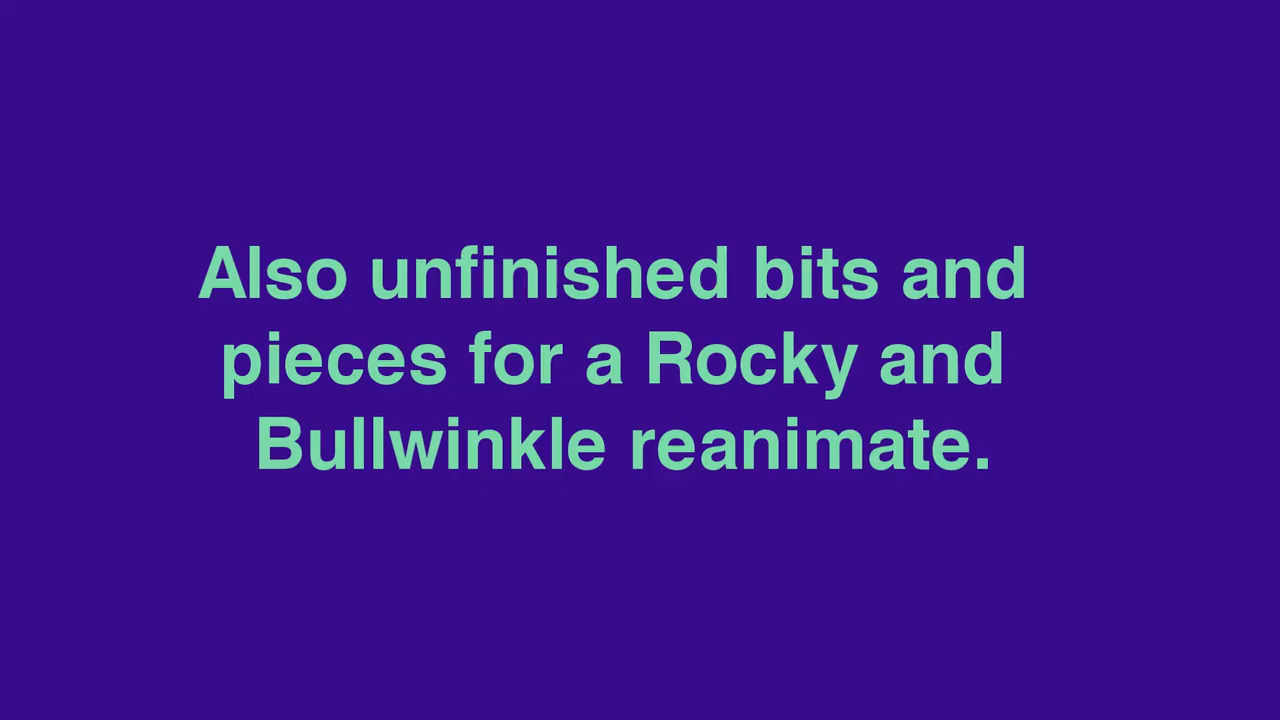 Also unfinished bits and
pieces for a Rocky and
Bullwinkle reanimate.